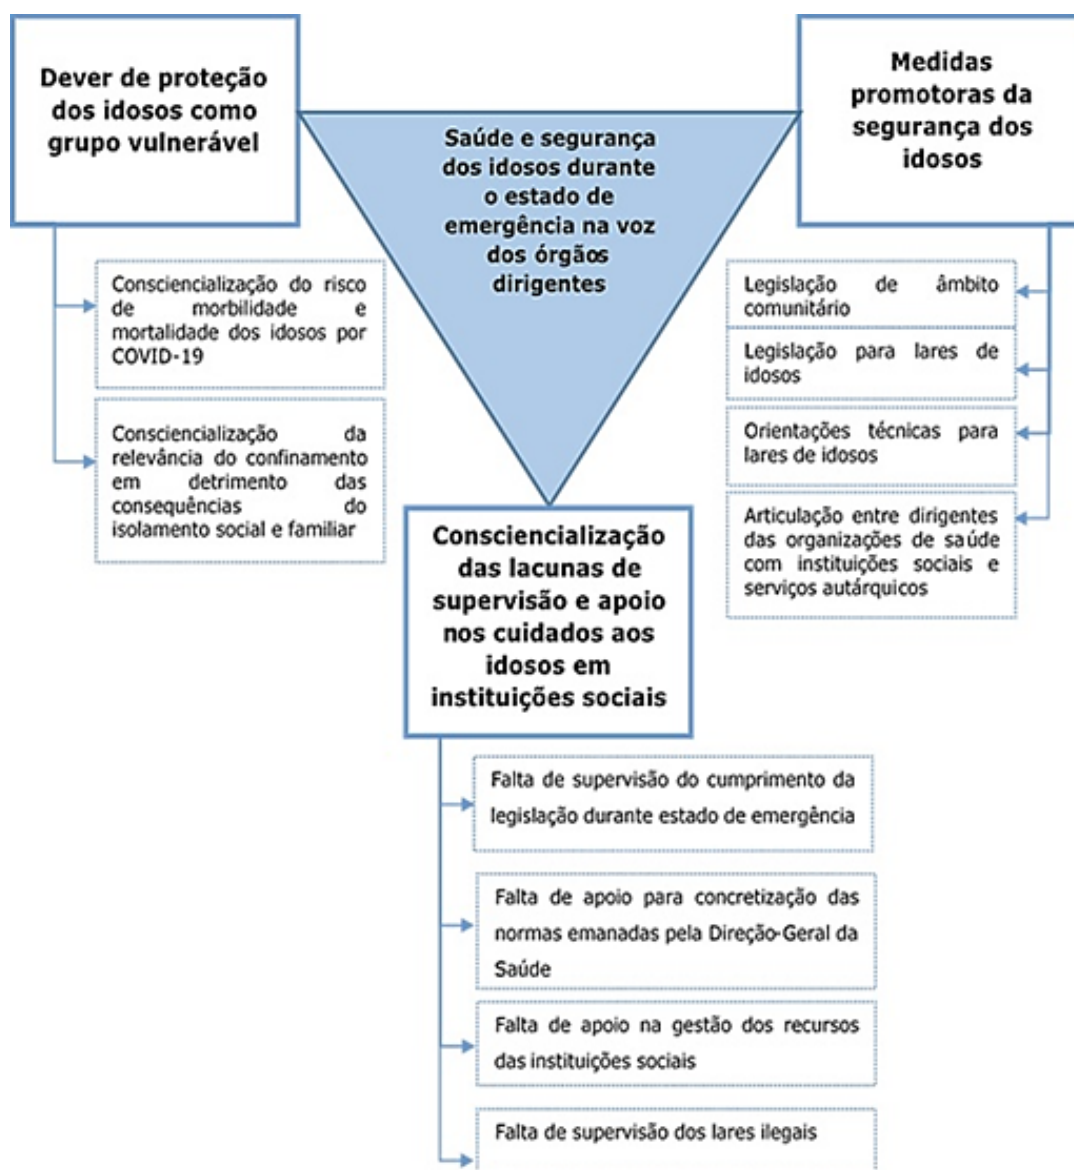 Dever de proteção
dos idosos como
grupo vulnerável
Saúde e segurança
dos idosos durante
o estado de
emergência na voz
dos órgãos
dirigentes
Medidas
promotoras da
segurança dos
idosos
Consciencialização do risco
de morbilidade e
mortalidade dos idosos por
COVID-19
Consciencialização da
relevância do confinamento
em detrimento das
consequências do
isolamento social e familiar
Legislação de âmbito
comunitário
Legislação para lares de
idosos
Orientações técnicas para
lares de idosos
Articulação entre dirigentes
das organizações de saúde
com instituições sociais e
serviços autárquicos
Consciencialização
das lacunas de
supervisão e apoio
nos cuidados aos
idosos em
instituições sociais
Falta de supervisão do cumprimento da
legislação durante estado de emergência
Falta de apoio para concretização das
normas emanadas pela Direção-Geral da
Saúde
Falta de apoio na gestão dos recursos
das instituições sociais
Falta de supervisão dos lares ilegais